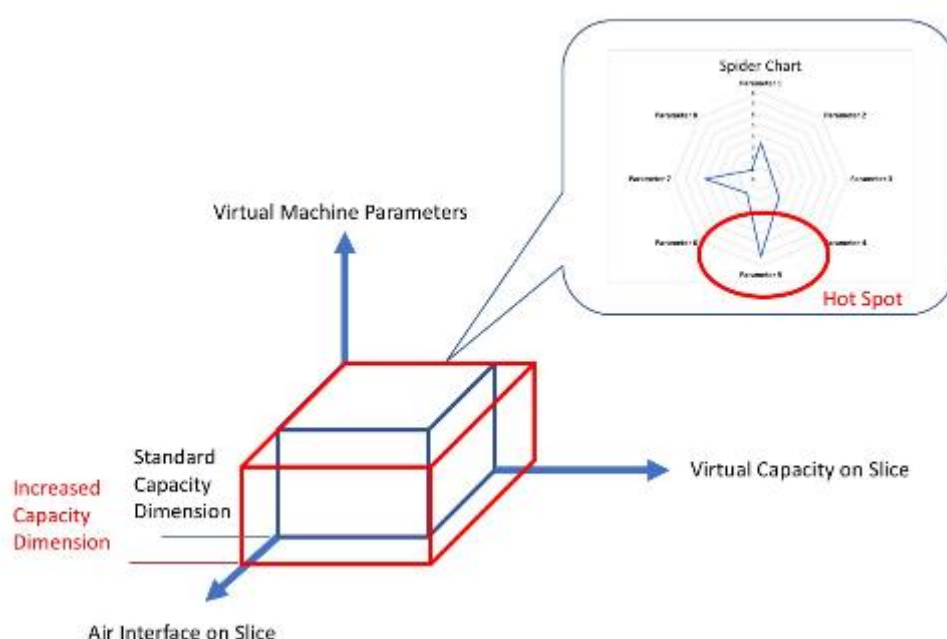 Spider Chart
Parameter 1
Parameter 8
Parameter 2
Parameter 7
Parameter 3
Parameter 6
Parameter 4
Parameter 5
Hot Spot
Virtual Machine Parameters
Standard
Capacity
Dimension
Increased
Capacity
Dimension
Virtual Capacity on Slice
Air Interface on Slice